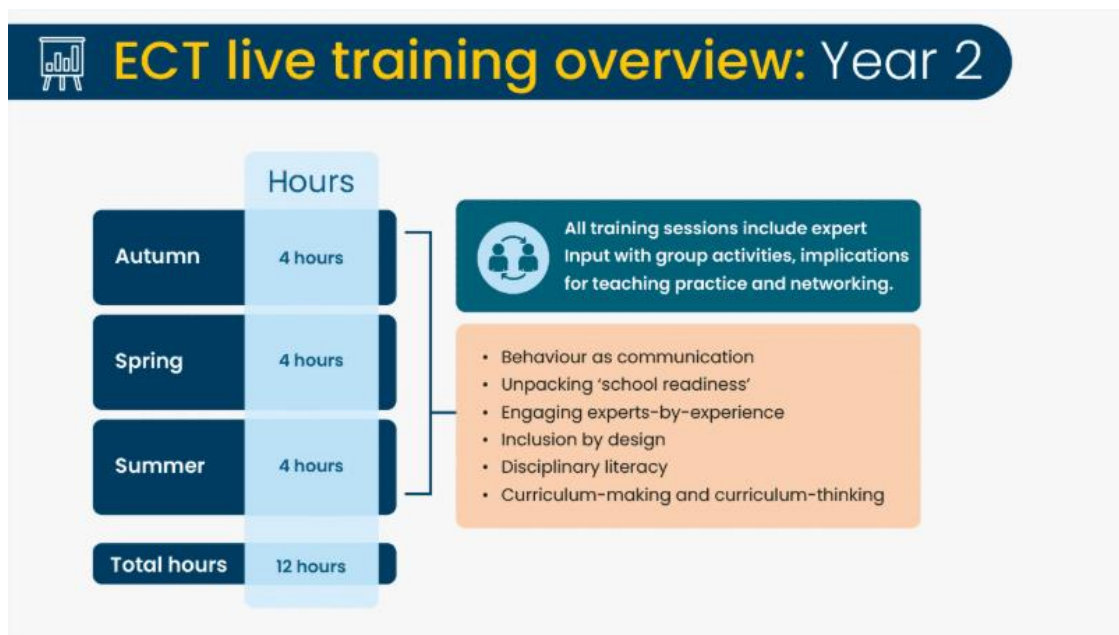 ECT live training overview: Year 2
Hours
Autumn 4 hours
Spring 4 hours
Summer 4 hours
Total hours 12 hours
All training sessions include expert
Input with group activities, implications
for teaching practice and networking.
• Behaviour as communication
• Unpacking ‘school readiness’
• Engaging experts-by-experience
• Inclusion by design
• Disciplinary literacy
• Curriculum-making and curriculum-thinking